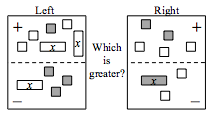 Left Right
+ +
x x
Which
is
greater?
x x
– –